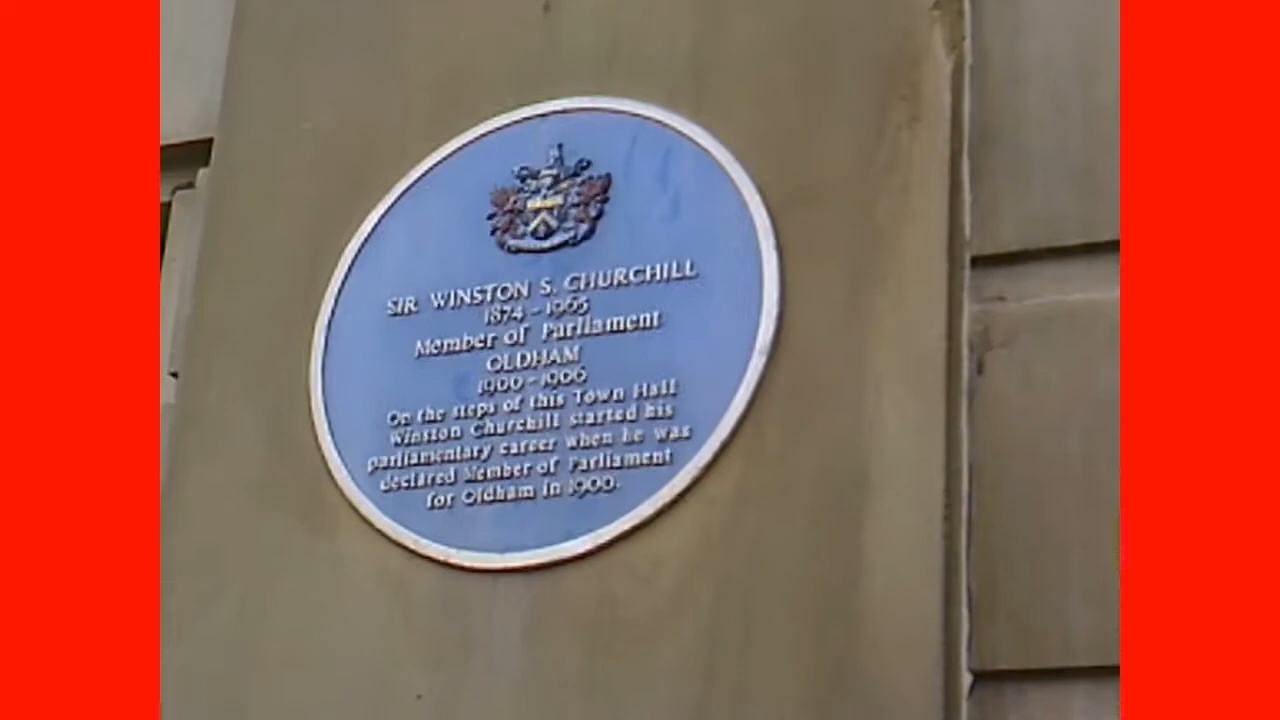 SIR WINSTON S. CHURCHILL
1874 - 1965
Member of Parliament
OLDHAM
1900 - 1906
On the steps of this Town Hall
Winston Churchill started his
parliamentary career when he was
declared Member of Parliament
for Oldham in 1900.